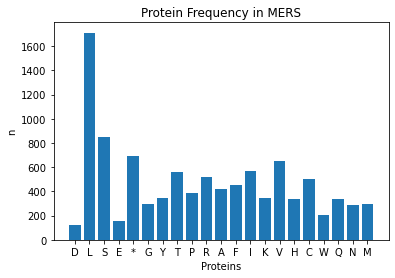 Protein Frequency in MERS
1600
1400
1200
1000
800
600
400
200
0
n
D L S E * G Y T P R A F I K V H C W Q N M
Proteins